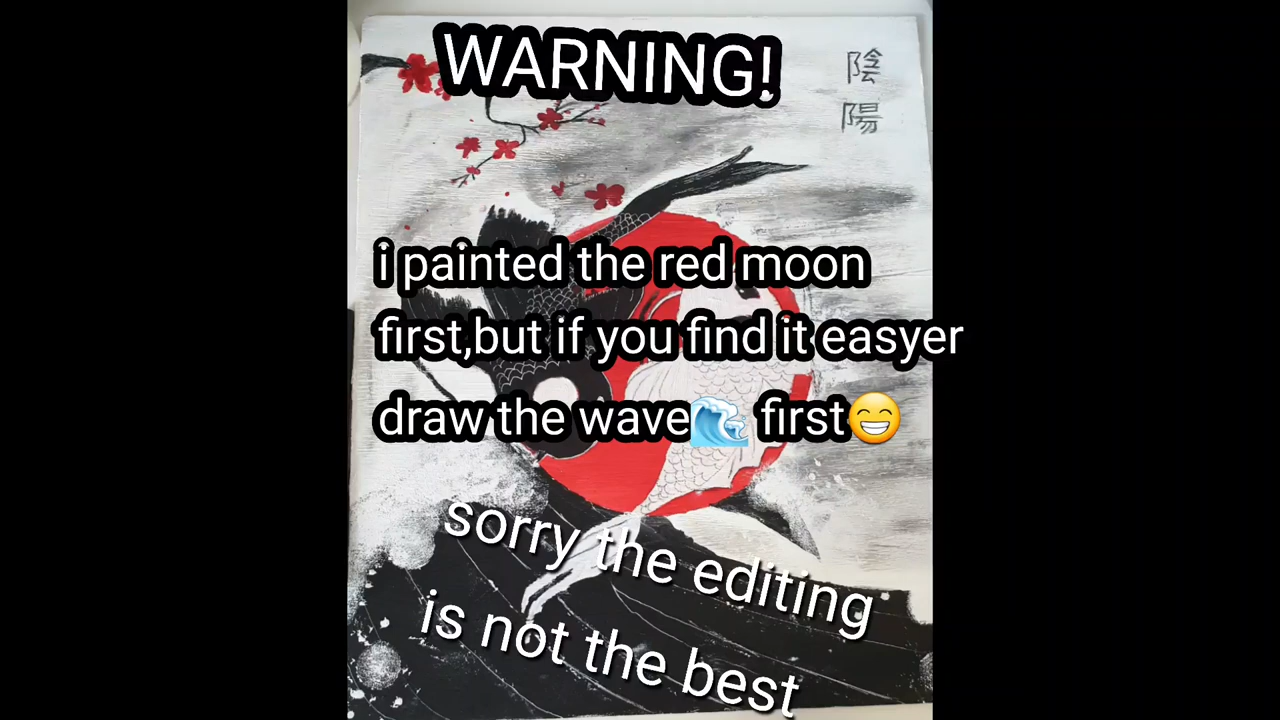 WARNING!
陰
陽
i painted the red moon
first,but if you find it easyer
draw the wave🌊 first😁
sorry the editing
is not the best